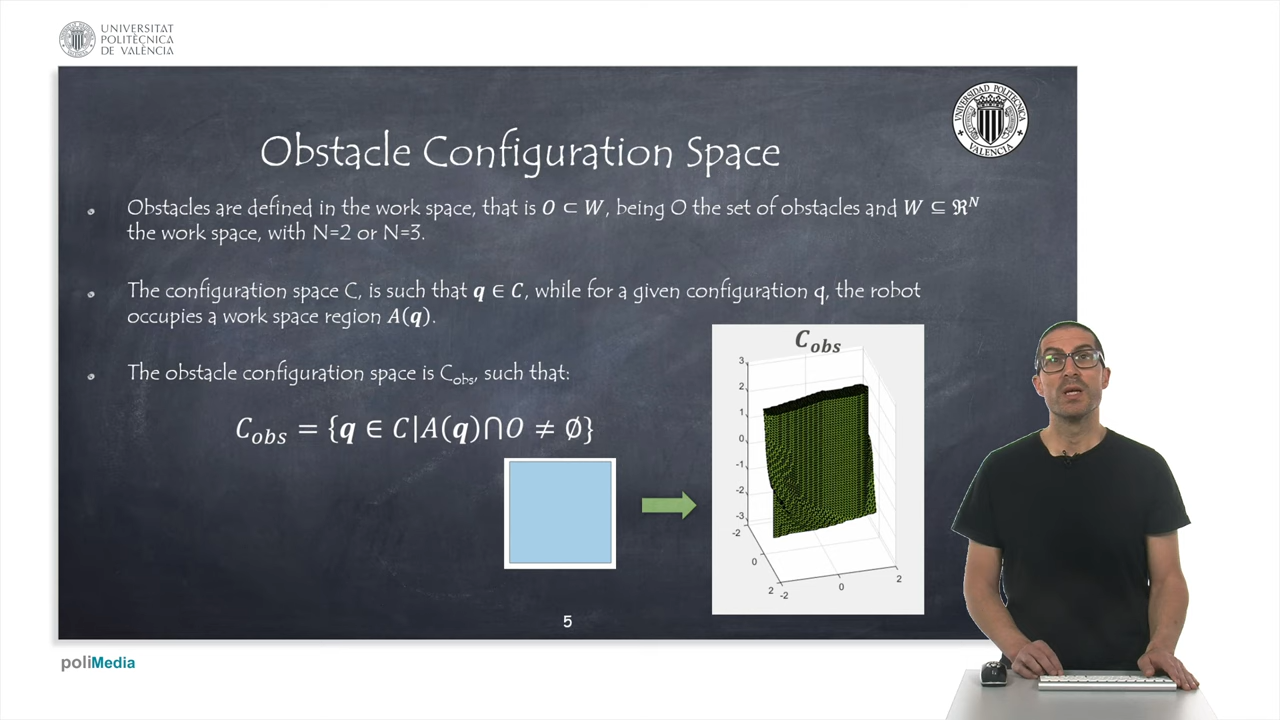 UNIVERSITAT
POLITÈCNICA
DE VALÈNCIA
UNIVERSIDAD POLITECNICA
VALENCIA
Obstacle Configuration Space
Obstacles are defined in the work space, that is O ⊂ W, being O the set of obstacles and W ⊆ ℜ^N
the work space, with N=2 or N=3.
The configuration space C, is such that q ∈ C, while for a given configuration q, the robot
occupies a work space region A(q).
The obstacle configuration space is C_obs, such that:
C_obs = {q ∈ C|A(q)⋂O ≠ ∅}
C_obs
3
2
1
0
-1
-2
-3
-2
0
2
-2
0
2
5
poliMedia